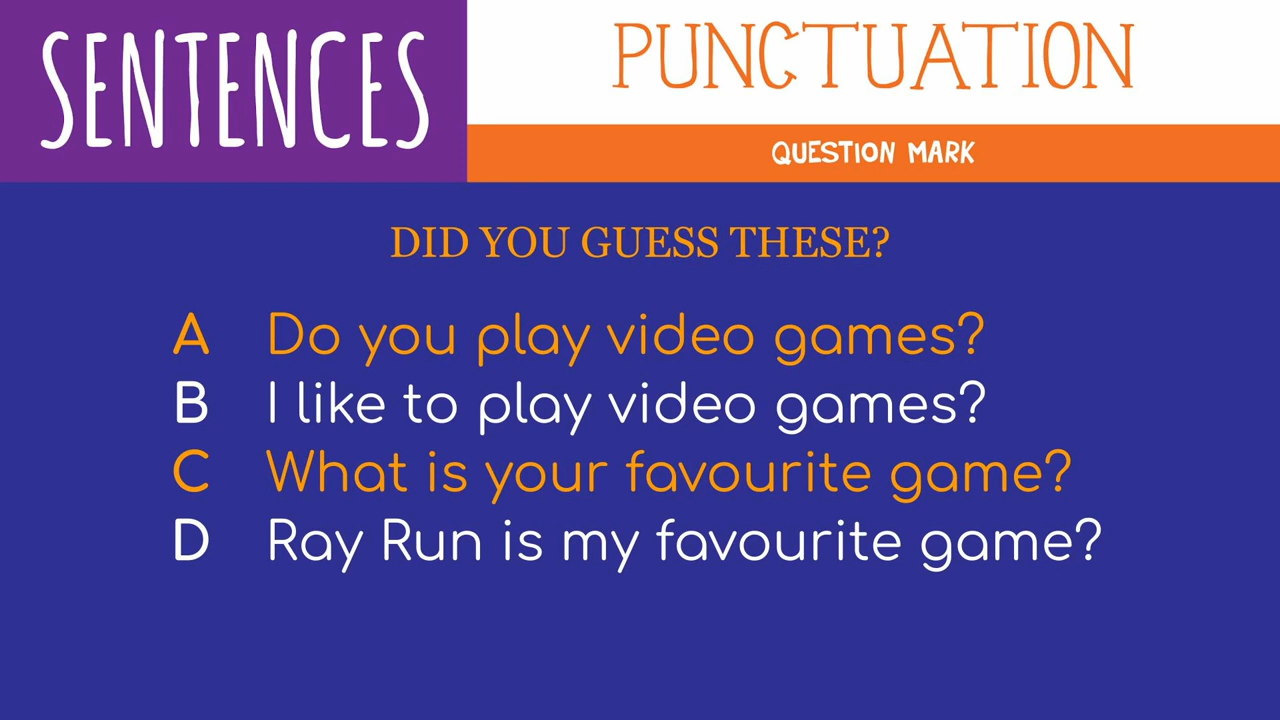 SENTENCES
PUNCTUATION
QUESTION MARK
DID YOU GUESS THESE?
A Do you play video games?
B I like to play video games?
C What is your favourite game?
D Ray Run is my favourite game?